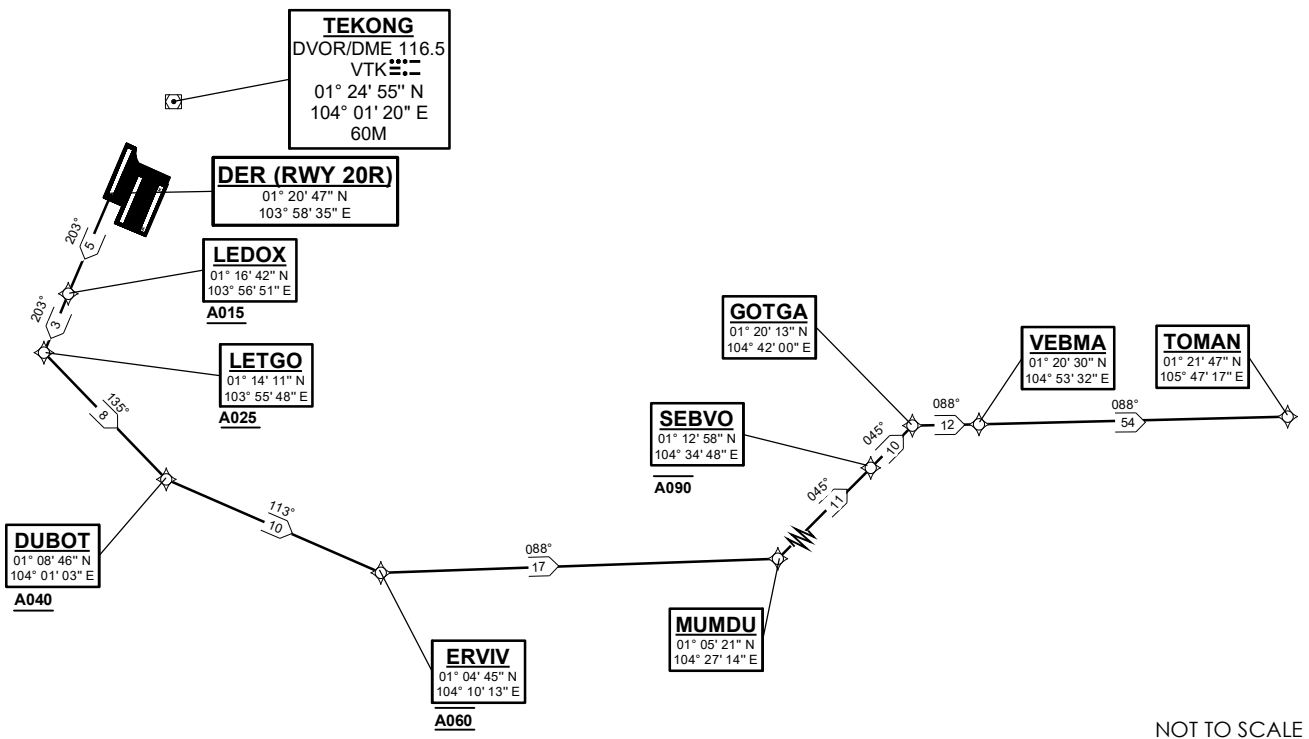 TEKONG
DVOR/DME 116.5
VTK
01° 24' 55" N
104° 01' 20" E
60M
DER (RWY 20R)
01° 20' 47" N
103° 58' 35" E
203°
5
LEDOX
01° 16' 42" N
103° 56' 51" E
A015
203°
3
LETGO
01° 14' 11" N
103° 55' 48" E
A025
135°
8
DUBOT
01° 08' 46" N
104° 01' 03" E
A040
113°
10
ERVIV
01° 04' 45" N
104° 10' 13" E
A060
088°
17
MUMDU
01° 05' 21" N
104° 27' 14" E
045°
11
SEBVO
01° 12' 58" N
104° 34' 48" E
A090
045°
10
GOTGA
01° 20' 13" N
104° 42' 00" E
088°
12
VEBMA
01° 20' 30" N
104° 53' 32" E
088°
54
TOMAN
01° 21' 47" N
105° 47' 17" E
NOT TO SCALE